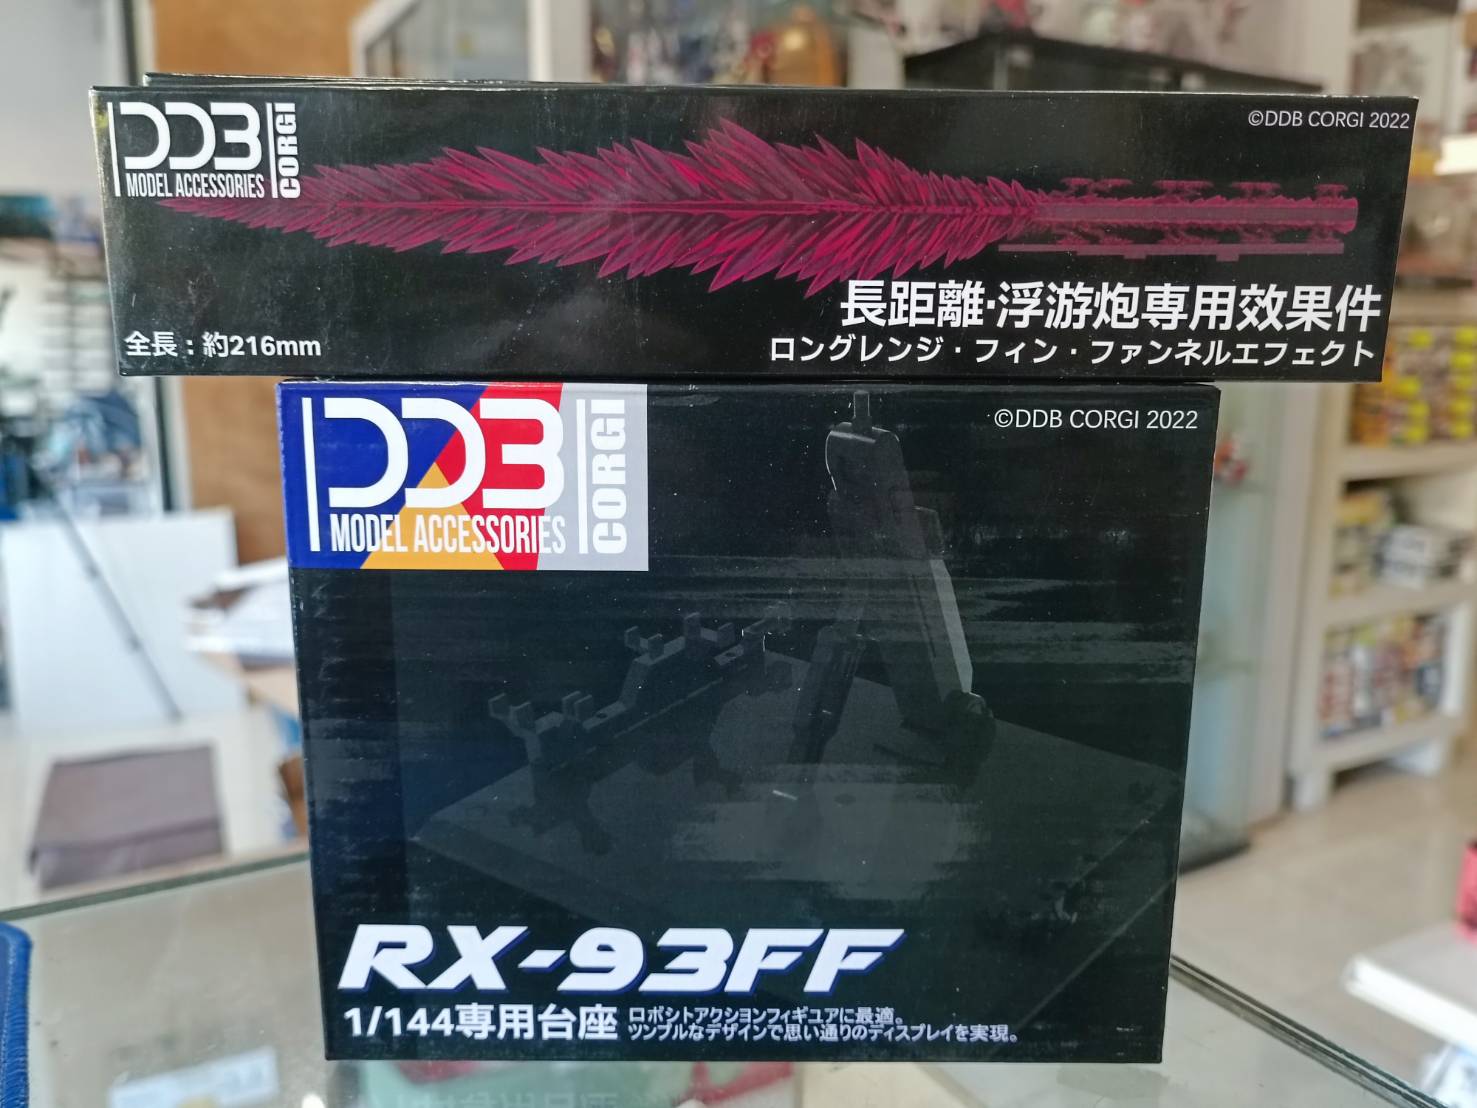 DDB
MODEL ACCESSORIES
CORGI
©DDB CORGI 2022
長距離·浮游炮専用效果件
ロングレンジ・フィン・ファンネルエフェクト
全長：約216mm
DDB
MODEL ACCESSORIES
CORGI
©DDB CORGI 2022
RX-93FF
1/144専用台座
ロボシトアクションフィギュアに最適。
ツンプルなデザインで思い通りのディスプレイを実現。